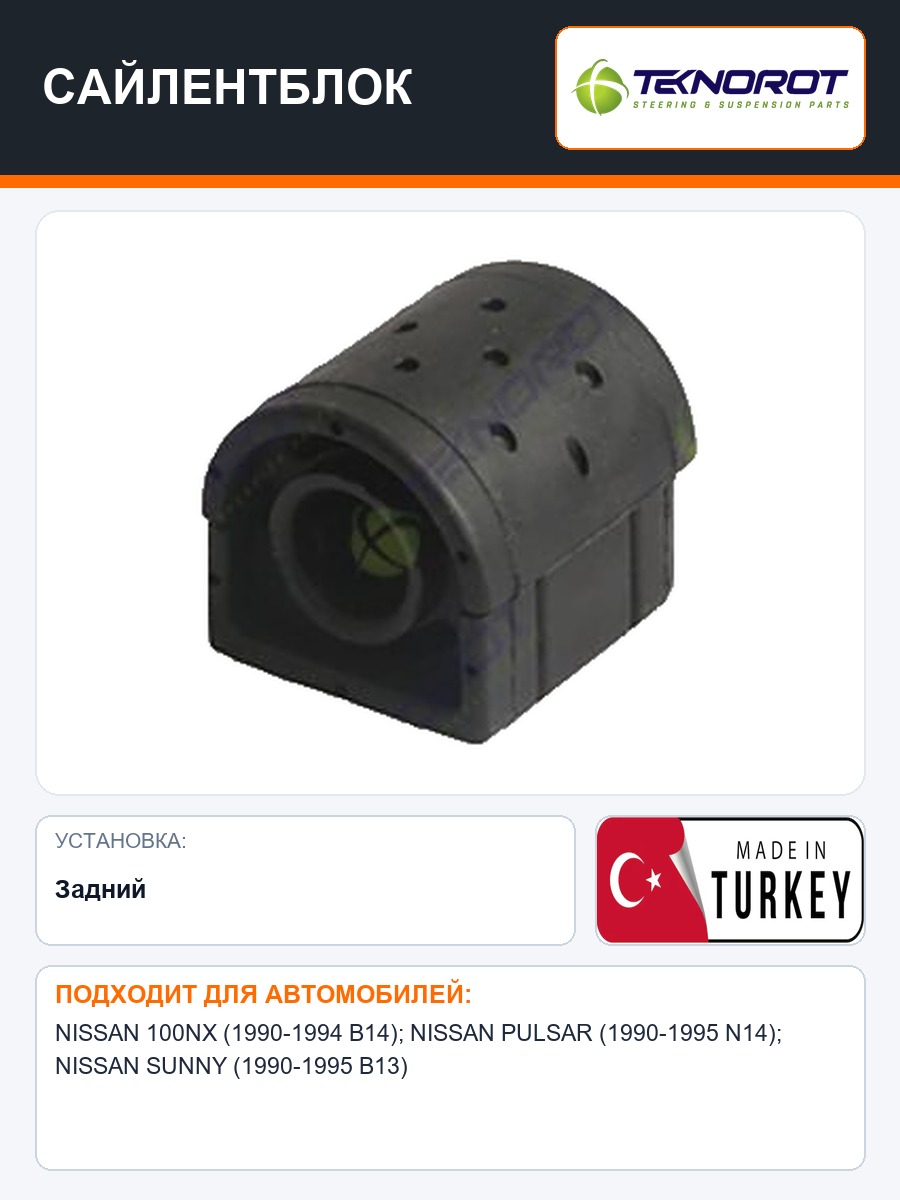 САЙЛЕНТБЛОК
TEKNOROT
STEERING & SUSPENSION PARTS
TEKNOROT
УСТАНОВКА:
Задний
MADE IN
TURKEY
ПОДХОДИТ ДЛЯ АВТОМОБИЛЕЙ:
NISSAN 100NX (1990-1994 B14); NISSAN PULSAR (1990-1995 N14);
NISSAN SUNNY (1990-1995 B13)